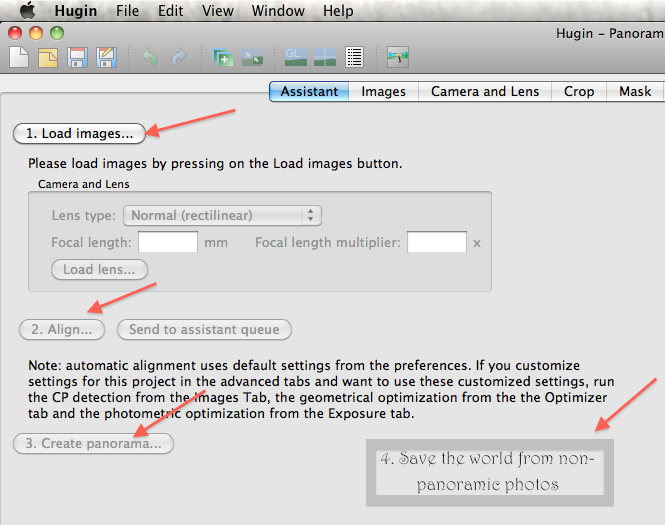 Hugin File Edit View Window Help
Hugin – Panoram
Assistant Images Camera and Lens Crop Mask
1. Load images...
Please load images by pressing on the Load images button.
Camera and Lens
Lens type: Normal (rectilinear)
Focal length: mm Focal length multiplier: x
Load lens...
2. Align... Send to assistant queue
Note: automatic alignment uses default settings from the preferences. If you customize
settings for this project in the advanced tabs and want to use these customized settings, run
the CP detection from the Images Tab, the geometrical optimization from the the Optimizer
tab and the photometric optimization from the Exposure tab.
3. Create panorama...
4. Save the world from non-
panoramic photos